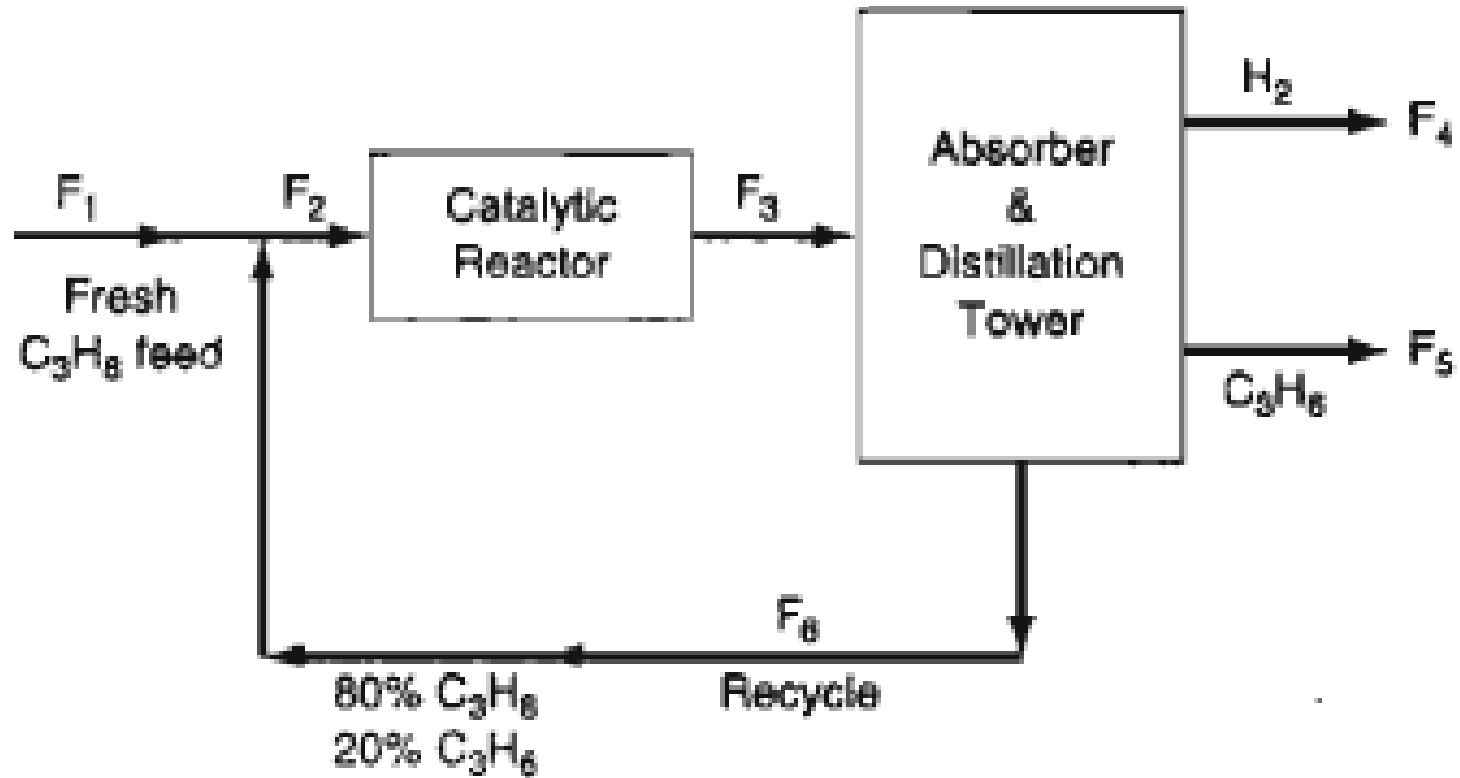 F₁
Fresh
C₃H₈ feed
F₂
Catalytic
Reactor
F₃
Absorber
&
Distillation
Tower
H₂
F₄
F₅
C₃H₆
F₆
Recycle
80% C₃H₈
20% C₃H₆